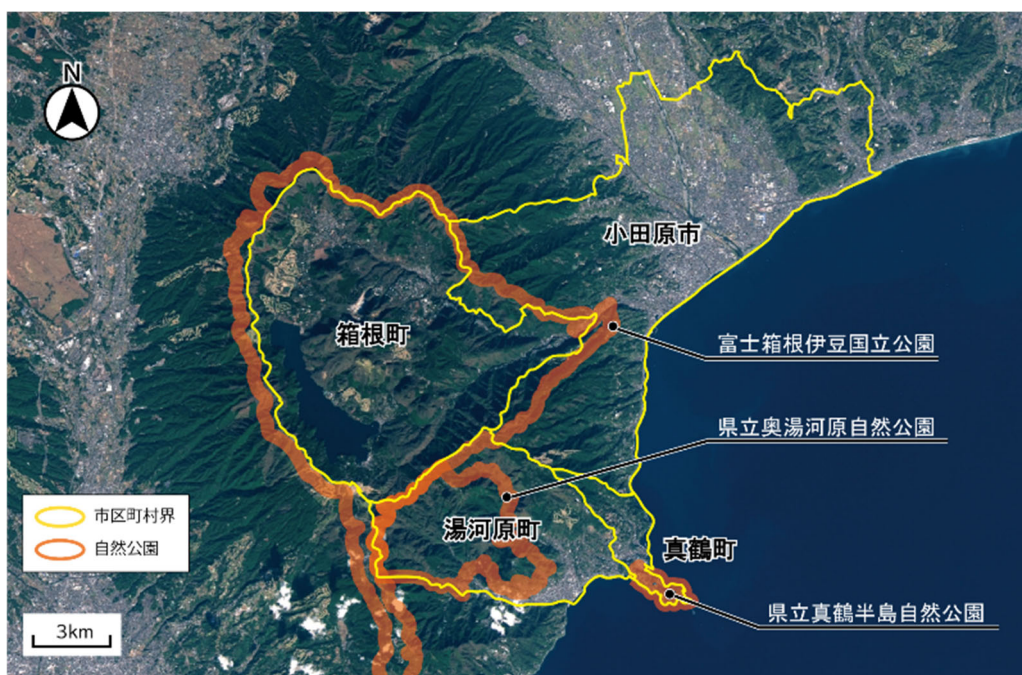 N
小田原市
箱根町
富士箱根伊豆国立公園
県立奥湯河原自然公園
市区町村界
自然公園
湯河原町
真鶴町
県立真鶴半島自然公園
3km